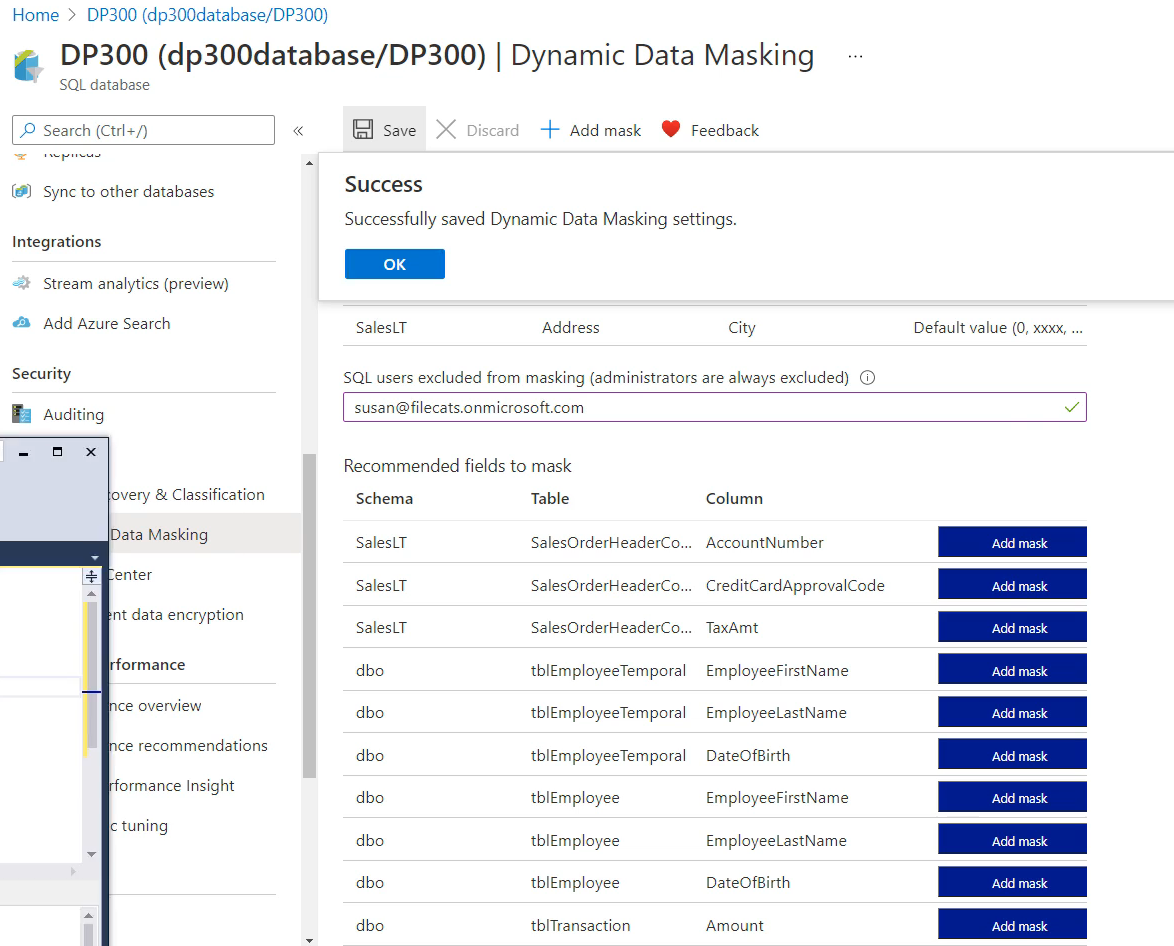 Home > DP300 (dp300database/DP300)
DP300 (dp300database/DP300) | Dynamic Data Masking ...
SQL database
Search (Ctrl+/) «
Save Discard Add mask Feedback
Replicas
Sync to other databases
Integrations
Stream analytics (preview)
Add Azure Search
Security
Auditing
overy & Classification
Data Masking
Center
ent data encryption
rformance
nce overview
nce recommendations
rformance Insight
c tuning
Success
Successfully saved Dynamic Data Masking settings.
OK
SalesLT Address City Default value (0, xxxx, ...
SQL users excluded from masking (administrators are always excluded)
susan@filecats.onmicrosoft.com
Recommended fields to mask
Schema Table Column
SalesLT SalesOrderHeaderCo... AccountNumber Add mask
SalesLT SalesOrderHeaderCo... CreditCardApprovalCode Add mask
SalesLT SalesOrderHeaderCo... TaxAmt Add mask
dbo tblEmployeeTemporal EmployeeFirstName Add mask
dbo tblEmployeeTemporal EmployeeLastName Add mask
dbo tblEmployeeTemporal DateOfBirth Add mask
dbo tblEmployee EmployeeFirstName Add mask
dbo tblEmployee EmployeeLastName Add mask
dbo tblEmployee DateOfBirth Add mask
dbo tblTransaction Amount Add mask